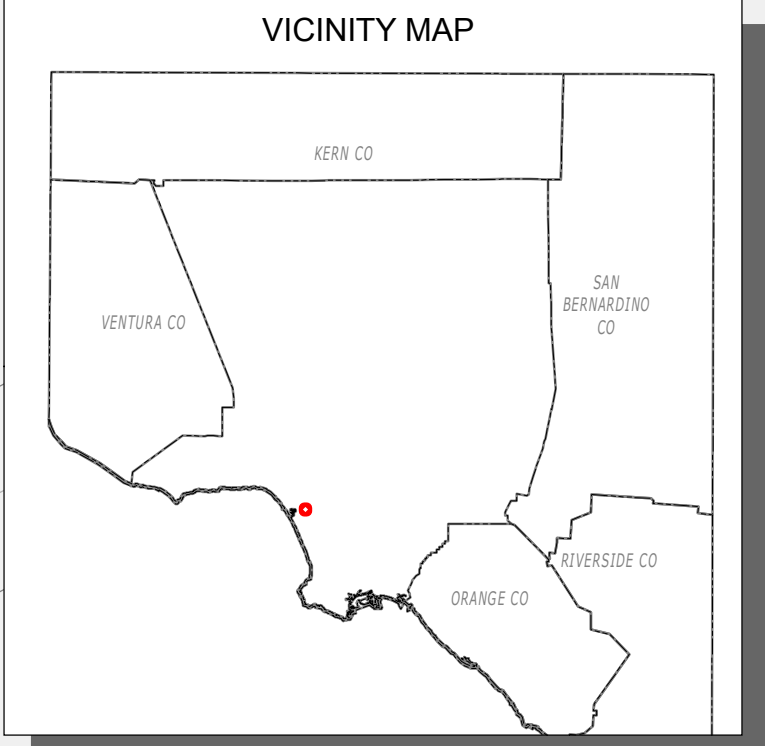 VICINITY MAP
KERN CO
SAN
BERNARDINO
CO
VENTURA CO
RIVERSIDE CO
ORANGE CO